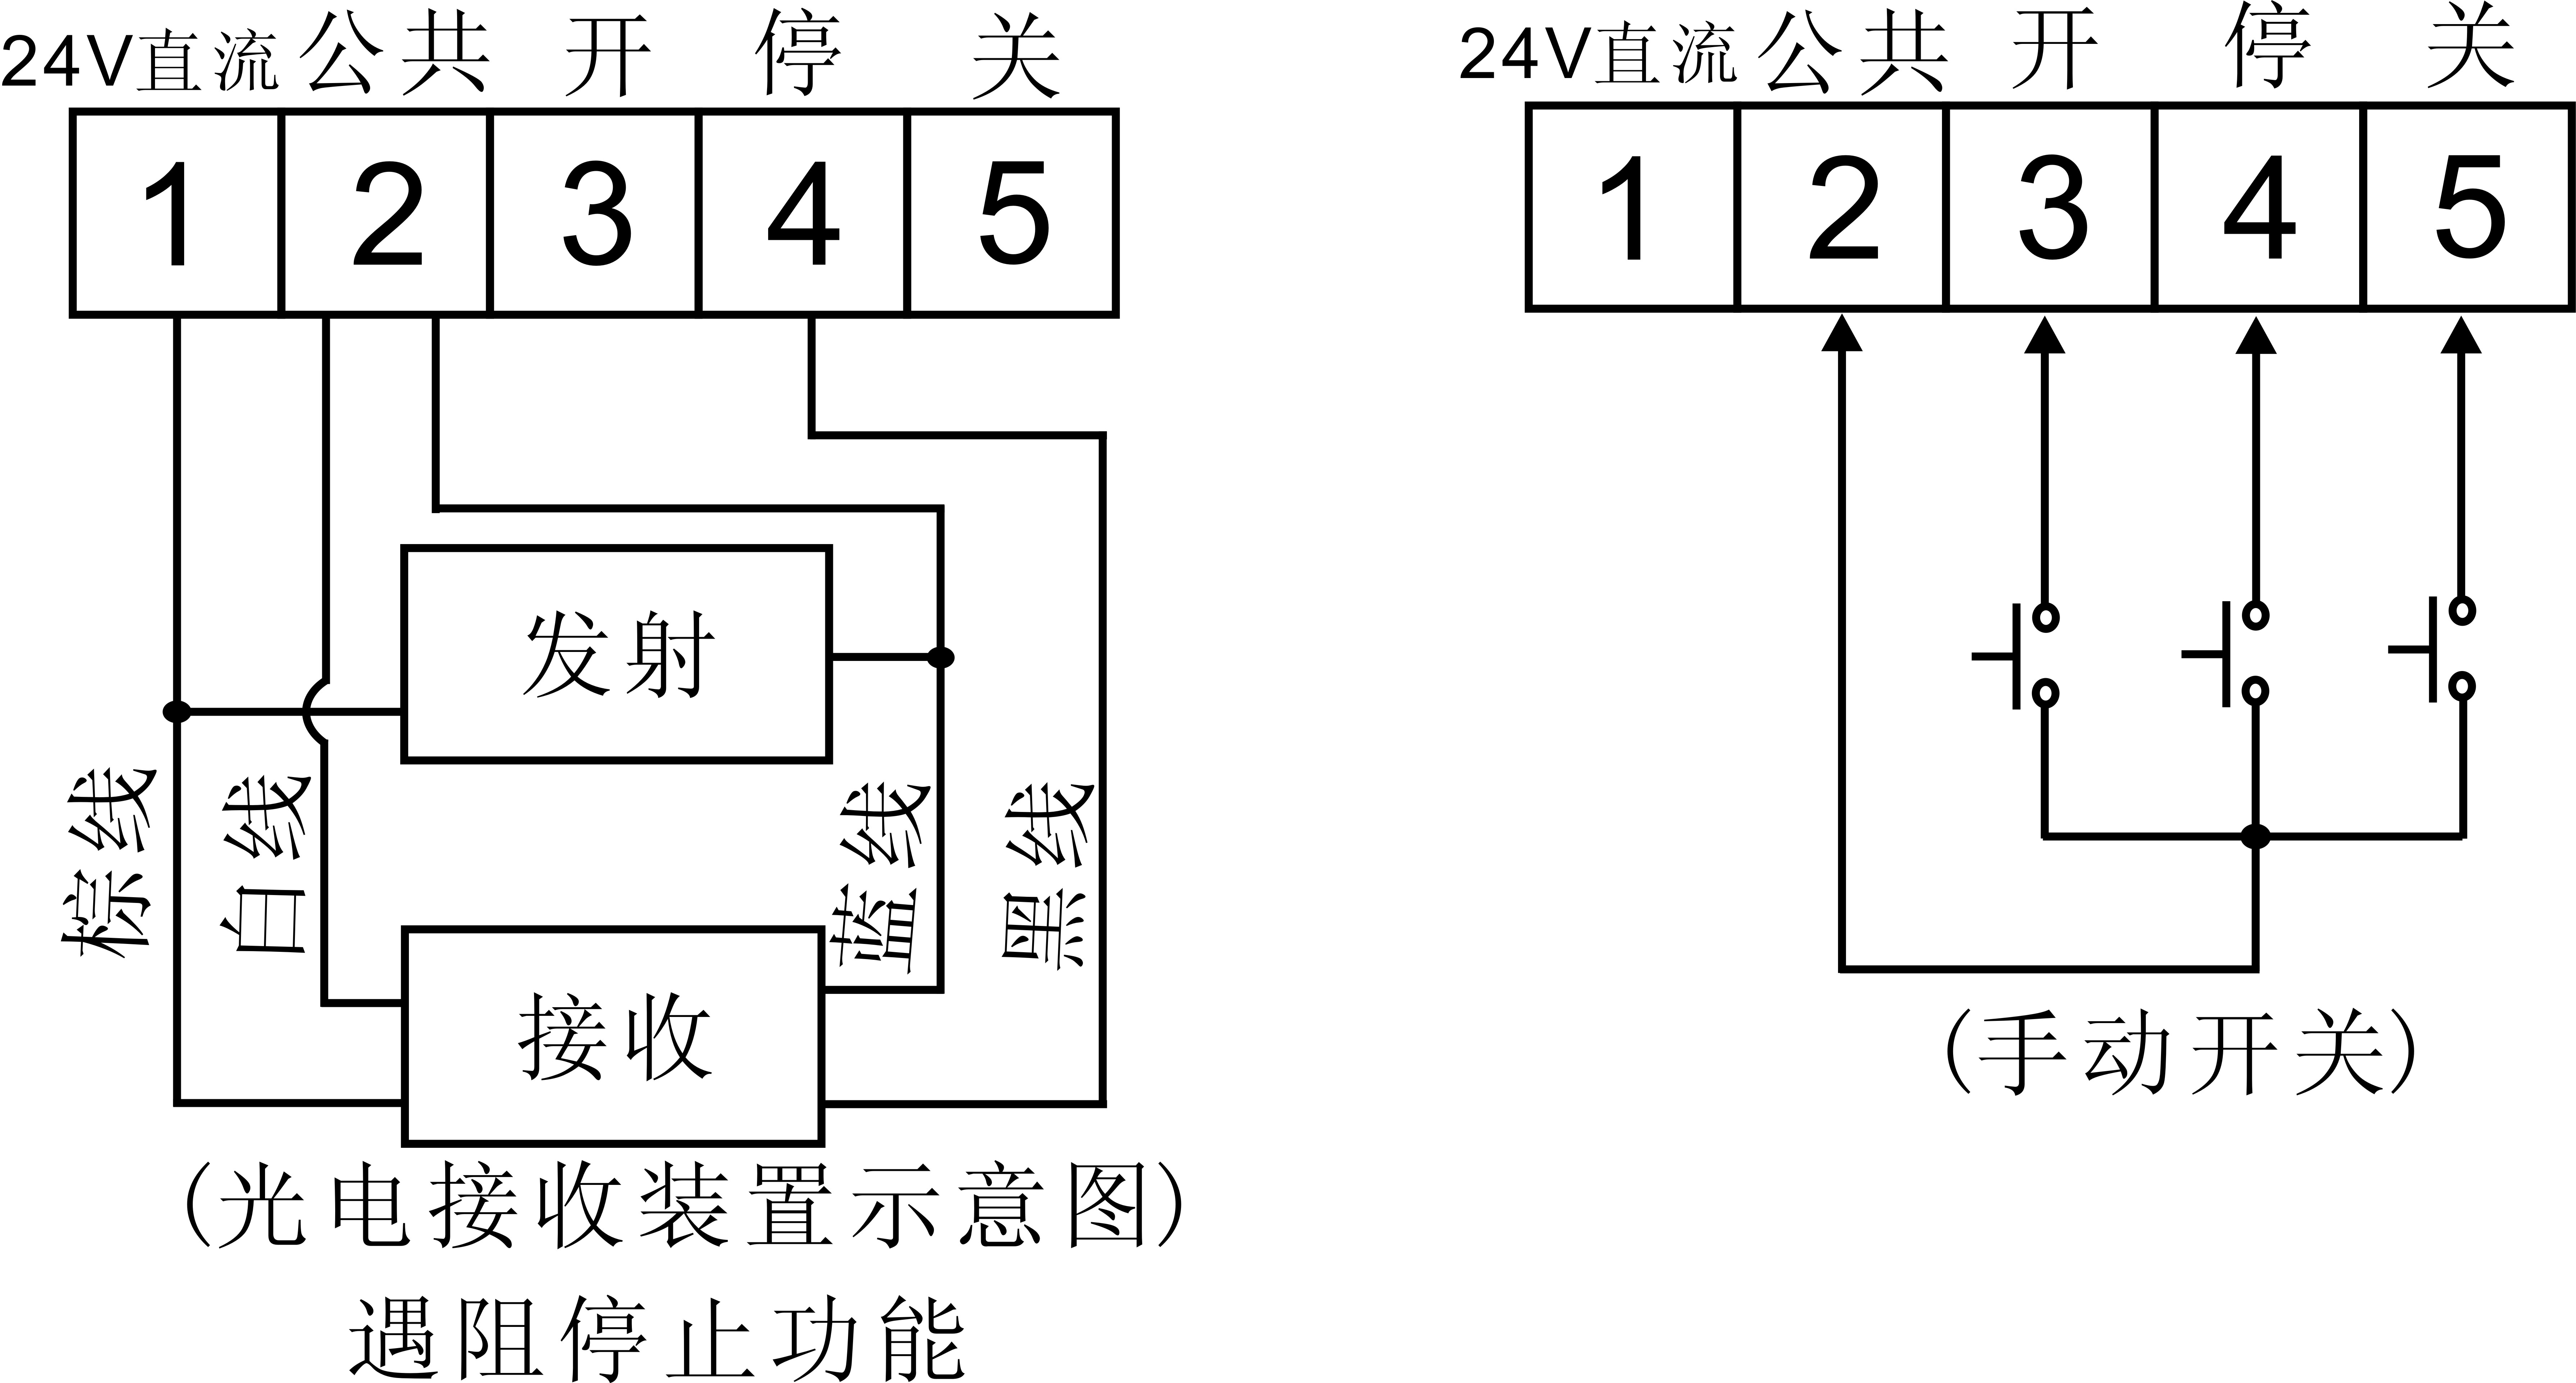 24V直流 公共 开 停 关
1 2 3 4 5
发射
棕线 白线 蓝线 黑线
接收
(光电接收装置示意图)
遇阻停止功能
24V直流 公共 开 停 关
1 2 3 4 5
(手动开关)